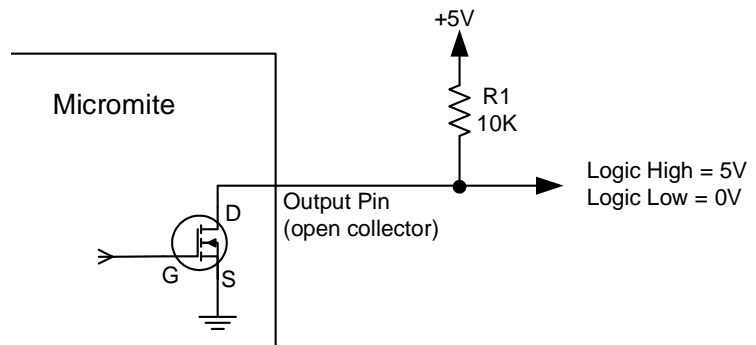 +5V
Micromite
R1
10K
Logic High = 5V
Logic Low = 0V
Output Pin
(open collector)
D
G
S